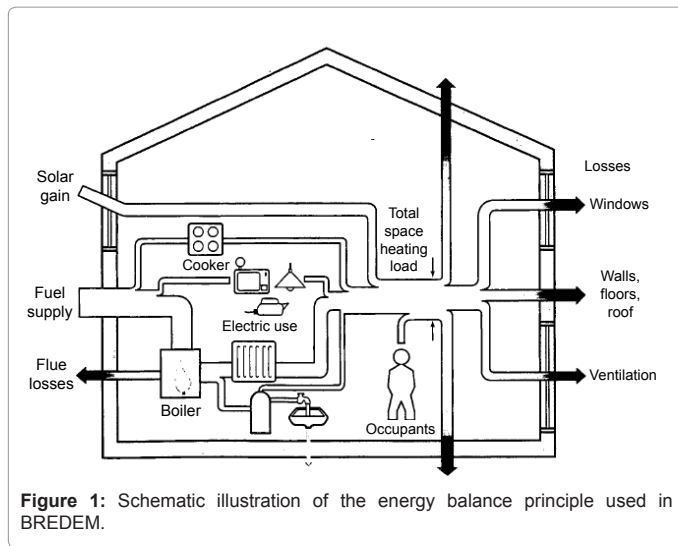 Solar
gain
Cooker
Fuel
supply
Electric use
Flue
losses
Boiler
Total
space
heating
load
Occupants
Losses
Windows
Walls,
floors,
roof
Ventilation
Figure 1: Schematic illustration of the energy balance principle used in
BREDEM.